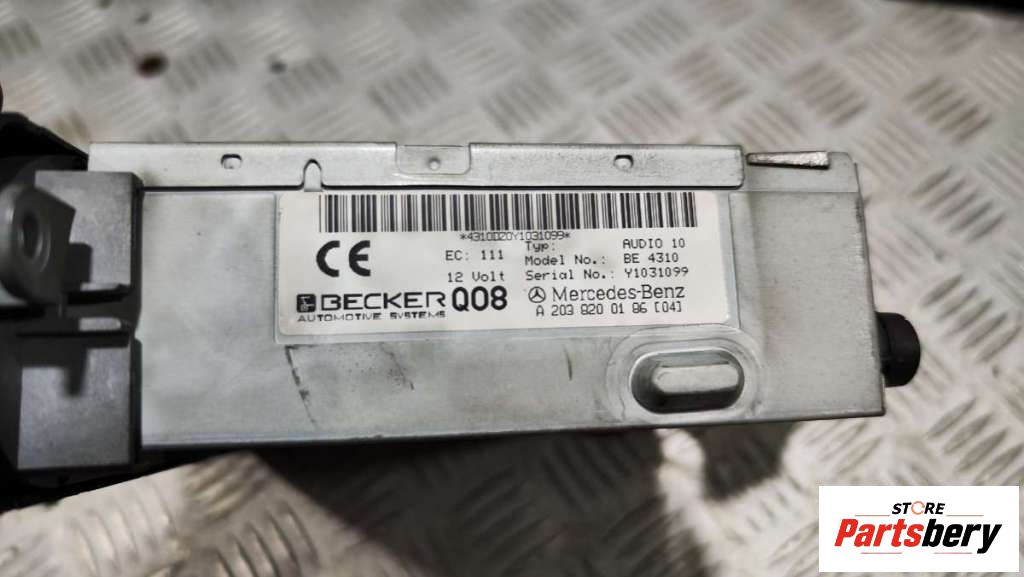 *4310D20Y1031099*
CE
EC: 111
12 Volt
Typ: AUDIO 10
Model No.: BE 4310
Serial No.: Y1031099
BECKER Q08
AUTOMOTIVE SYSTEMS
Mercedes-Benz
A 203 820 01 86 [04]
STORE
Partsbery